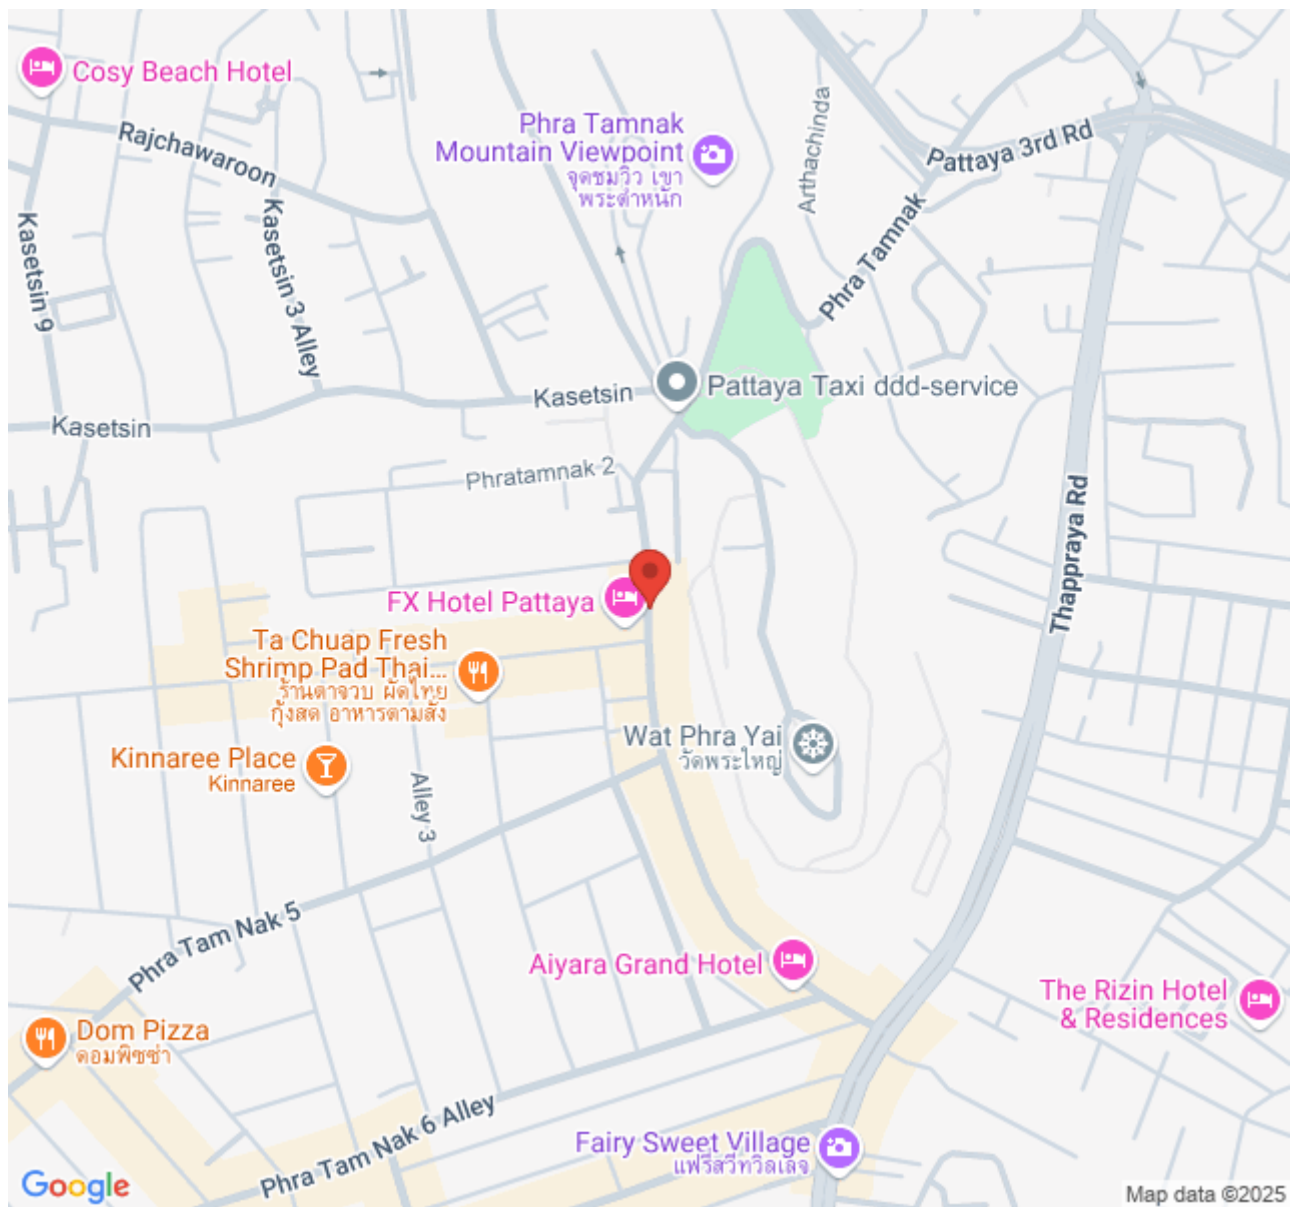 Cosy Beach Hotel
Rajchawaroon
Kasetsin 9
Kasetsin 3 Alley
Phra Tamnak
Mountain Viewpoint
จุดชมวิว เขา
พระตำหนัก
Arthachinda
Pattaya 3rd Rd
Phra Tamnak
Kasetsin
Pattaya Taxi ddd-service
Kasetsin
Phratamnak 2
Thappraya Rd
FX Hotel Pattaya
Ta Chuap Fresh
Shrimp Pad Thai...
ร้านตาจวบ ผัดไทย
กุ้งสด อาหารตามสั่ง
Wat Phra Yai
วัดพระใหญ่
Kinnaree Place
Kinnaree
Alley 3
Phra Tam Nak 5
Aiyara Grand Hotel
The Rizin Hotel
& Residences
Dom Pizza
ดอมพิซซ่า
Phra Tam Nak 6 Alley
Fairy Sweet Village
แฟรี่สวีทวิลเลจ
Google
Map data ©2025